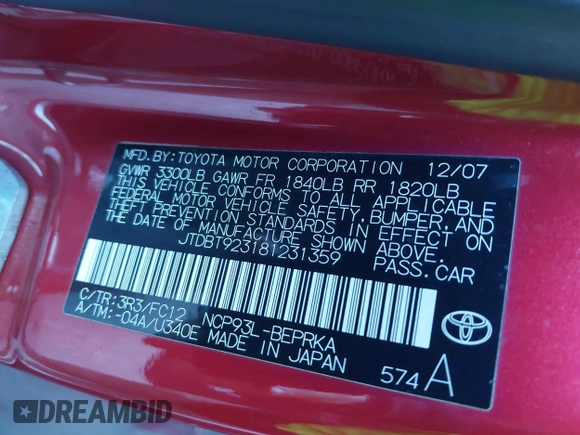 MFD. BY: TOYOTA MOTOR CORPORATION 12/07
GVWR 3300LB GAWR FR 1840LB RR 1820LB
THIS VEHICLE CONFORMS TO ALL APPLICABLE
FEDERAL MOTOR VEHICLE SAFETY, BUMPER, AND
THEFT PREVENTION STANDARDS IN EFFECT ON
THE DATE OF MANUFACTURE SHOWN ABOVE.
JTDBT923181231359 PASS. CAR
C/TR: 3R3/FC12 NCP93L-BEPRKA
A/TM: -04A/U340E MADE IN JAPAN
TOYOTA
574 A
DREAMBID